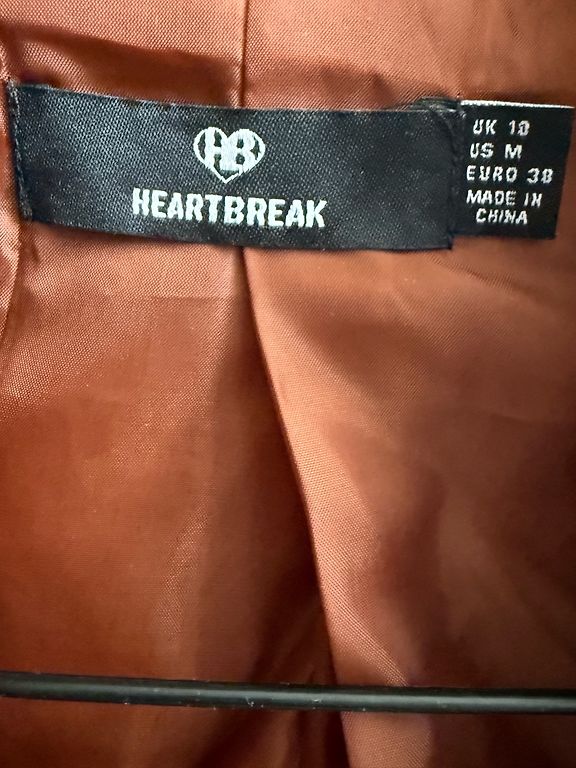 HB
HEARTBREAK
UK 10
US M
EURO 38
MADE IN
CHINA